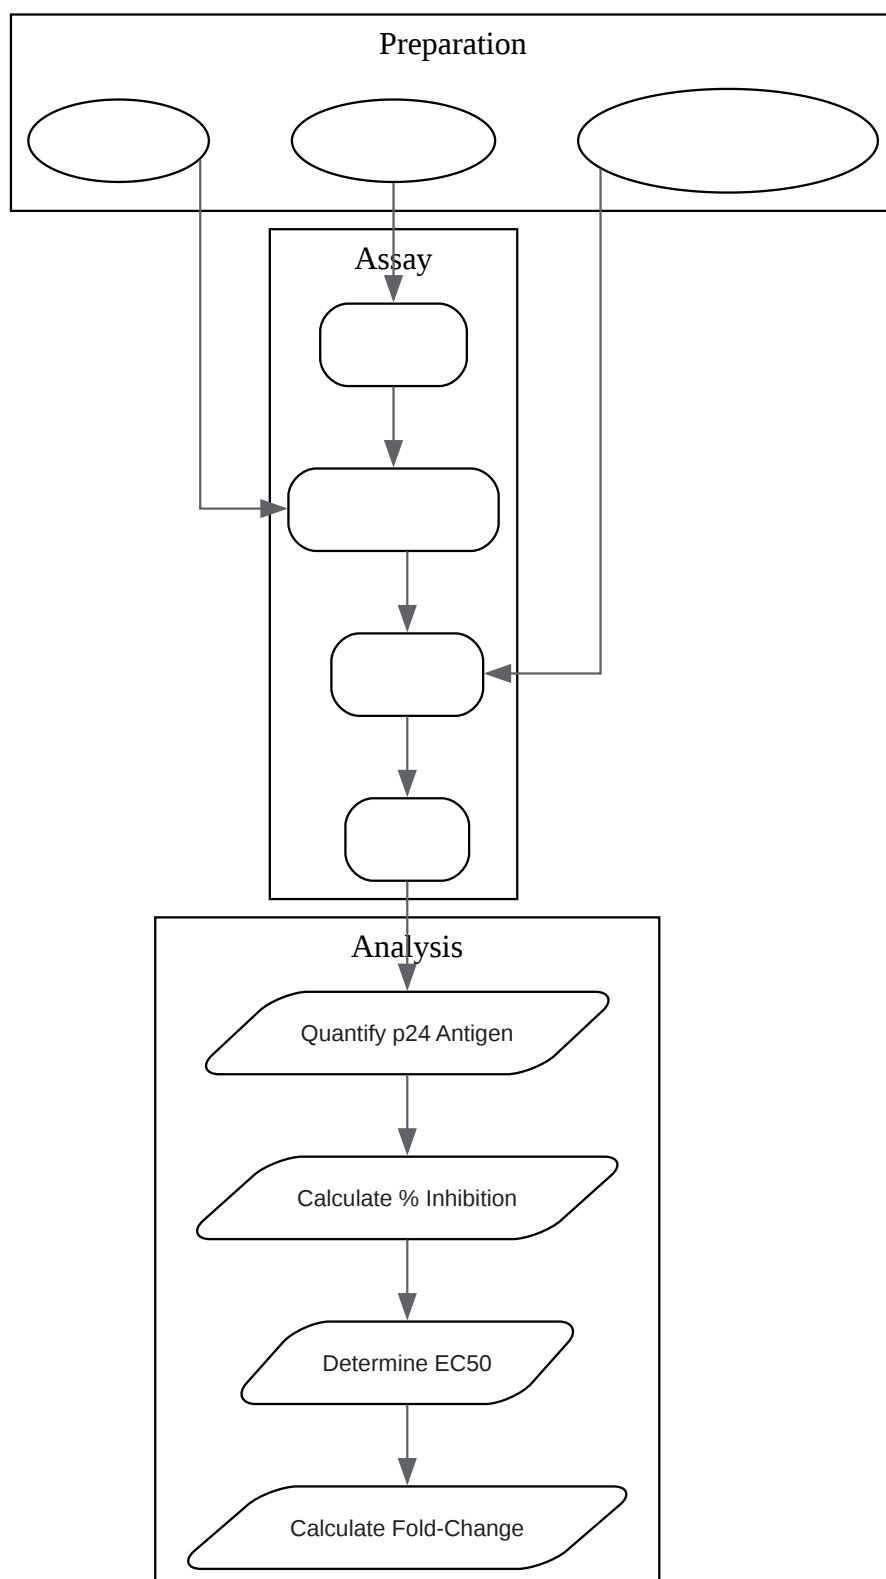 Preparation
Assay
Analysis
Quantify p24 Antigen
Calculate % Inhibition
Determine EC50
Calculate Fold-Change